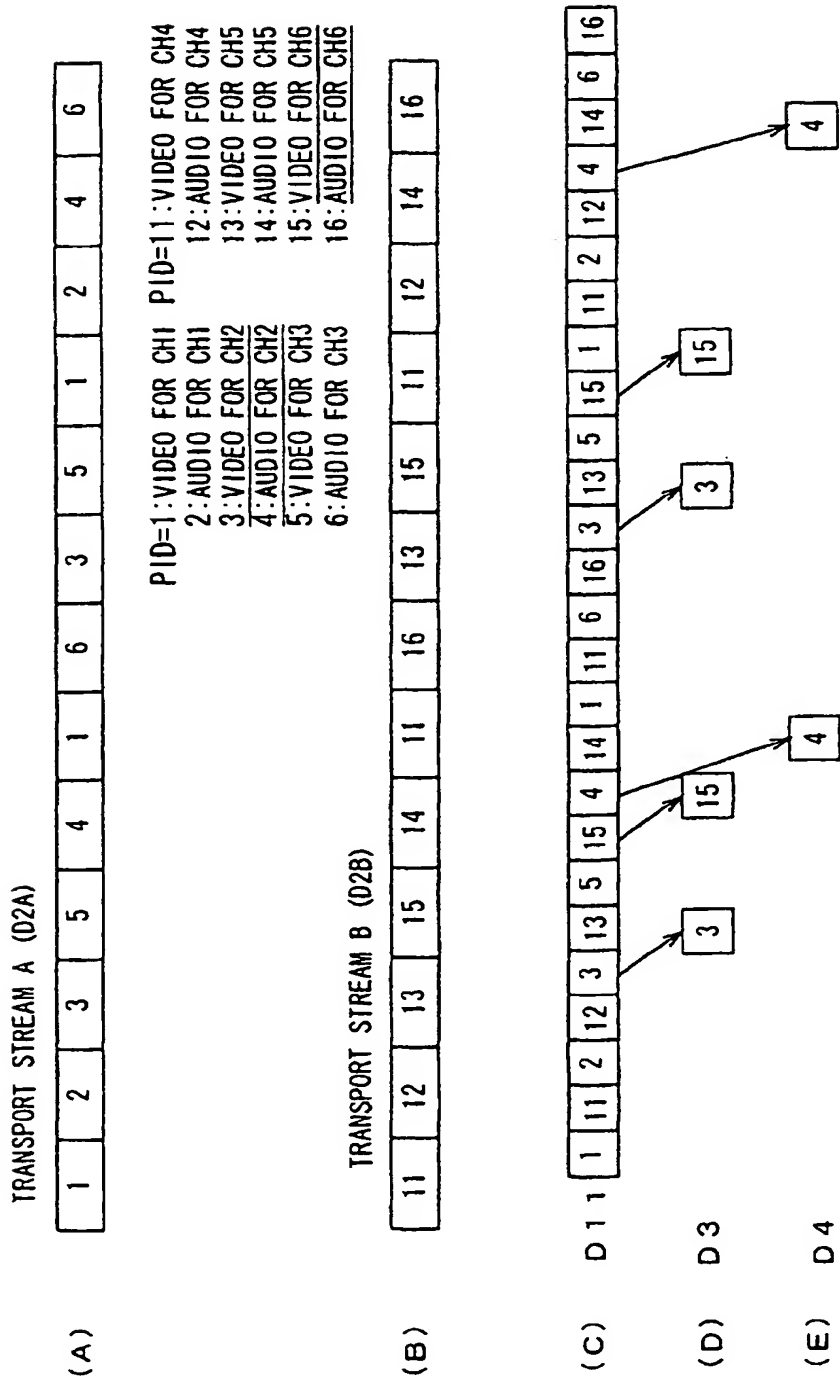 TRANSPORT STREAM A (D2A)
(A) 1 2 3 5 4 1 6 3 5 1 2 4 6
PID=1:VIDEO FOR CH1 PID=11:VIDEO FOR CH4
2:AUDIO FOR CH1 12:AUDIO FOR CH4
3:VIDEO FOR CH2 13:VIDEO FOR CH5
4:AUDIO FOR CH2 14:AUDIO FOR CH5
5:VIDEO FOR CH3 15:VIDEO FOR CH6
6:AUDIO FOR CH3 16:AUDIO FOR CH6
TRANSPORT STREAM B (D2B)
(B) 11 12 13 15 14 11 16 13 15 11 12 14 16
(C) D11 1 11 2 12 3 13 5 15 4 14 1 11 6 16 3 13 5 15 1 11 2 12 4 14 6 16
(D) D3 3 15 3 15
(E) D4 4 4